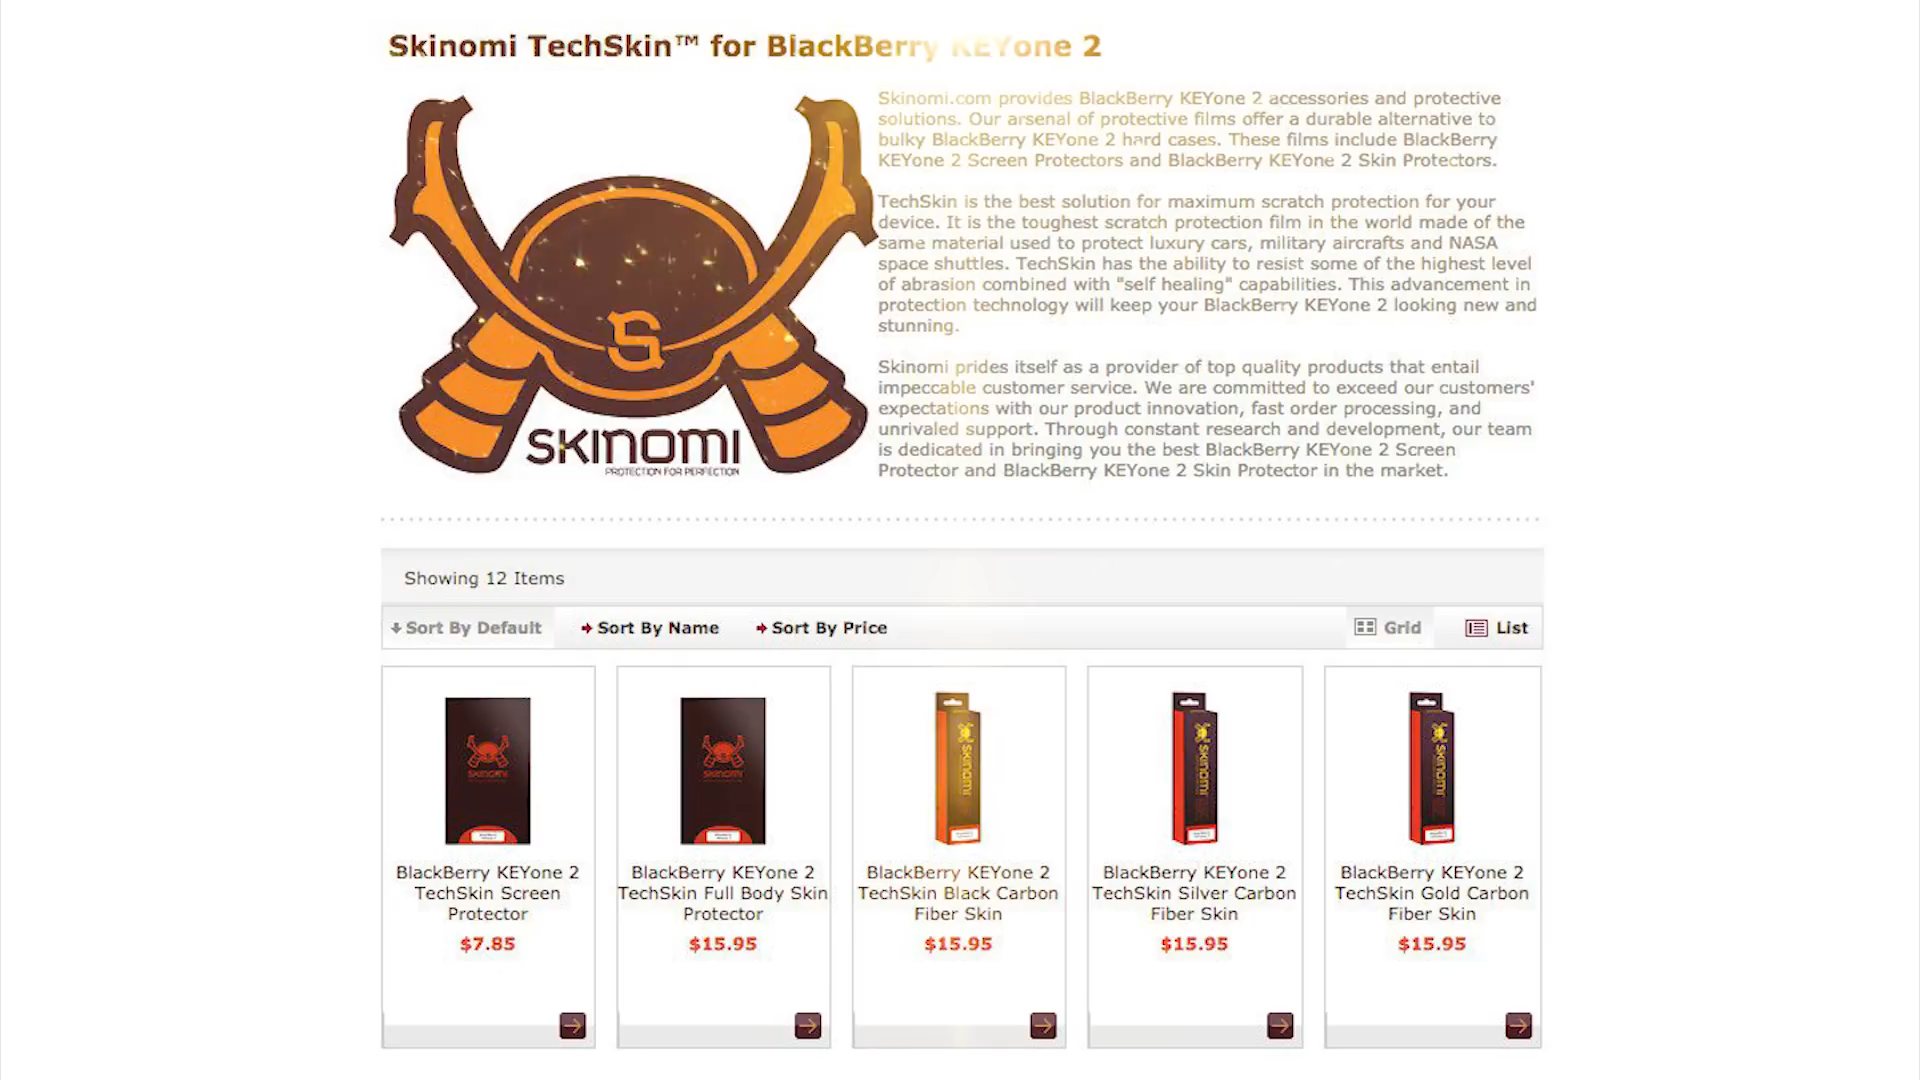 Skinomi TechSkin™ for BlackBerry KEYone 2
Skinomi.com provides BlackBerry KEYone 2 accessories and protective
solutions. Our arsenal of protective films offer a durable alternative to
bulky BlackBerry KEYone 2 hard cases. These films include BlackBerry
KEYone 2 Screen Protectors and BlackBerry KEYone 2 Skin Protectors.
TechSkin is the best solution for maximum scratch protection for your
device. It is the toughest scratch protection film in the world made of the
same material used to protect luxury cars, military aircrafts and NASA
space shuttles. TechSkin has the ability to resist some of the highest level
of abrasion combined with "self healing" capabilities. This advancement in
protection technology will keep your BlackBerry KEYone 2 looking new and
stunning.
Skinomi prides itself as a provider of top quality products that entail
impeccable customer service. We are committed to exceed our customers'
expectations with our product innovation, fast order processing, and
unrivaled support. Through constant research and development, our team
is dedicated in bringing you the best BlackBerry KEYone 2 Screen
Protector and BlackBerry KEYone 2 Skin Protector in the market.
S
SKINOMI
PROTECTION FOR PERFECTION
Showing 12 Items
Sort By Default
Sort By Name
Sort By Price
Grid
List
SKINOMI
SKINOMI
SKINOMI
SKINOMI
SKINOMI
BlackBerry KEYone 2
TechSkin Screen
Protector
$7.85
BlackBerry KEYone 2
TechSkin Full Body Skin
Protector
$15.95
BlackBerry KEYone 2
TechSkin Black Carbon
Fiber Skin
$15.95
BlackBerry KEYone 2
TechSkin Silver Carbon
Fiber Skin
$15.95
BlackBerry KEYone 2
TechSkin Gold Carbon
Fiber Skin
$15.95